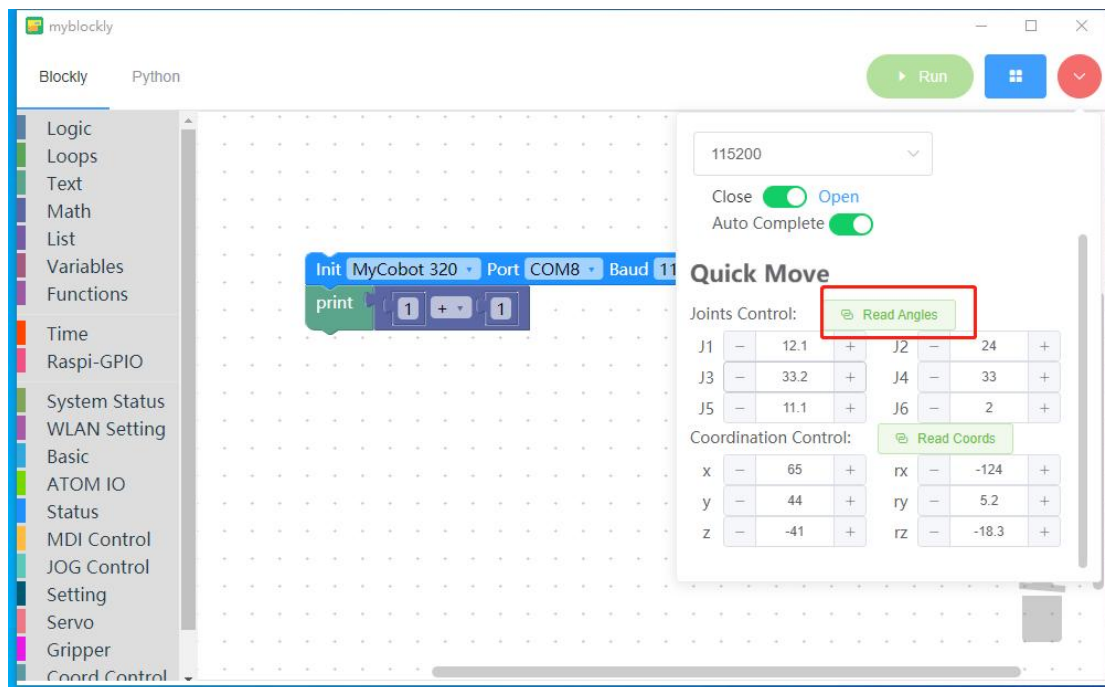 myblockly
Blockly Python
Run
Logic
Loops
Text
Math
List
Variables
Functions
Time
Raspi-GPIO
System Status
WLAN Setting
Basic
ATOM IO
Status
MDI Control
JOG Control
Setting
Servo
Gripper
Coord Control
Init MyCobot 320 Port COM8 Baud 11
print 1 + 1
115200
Close Open
Auto Complete
Quick Move
Joints Control: Read Angles
J1 − 12.1 + J2 − 24 +
J3 − 33.2 + J4 − 33 +
J5 − 11.1 + J6 − 2 +
Coordination Control: Read Coords
x − 65 + rx − -124 +
y − 44 + ry − 5.2 +
z − -41 + rz − -18.3 +